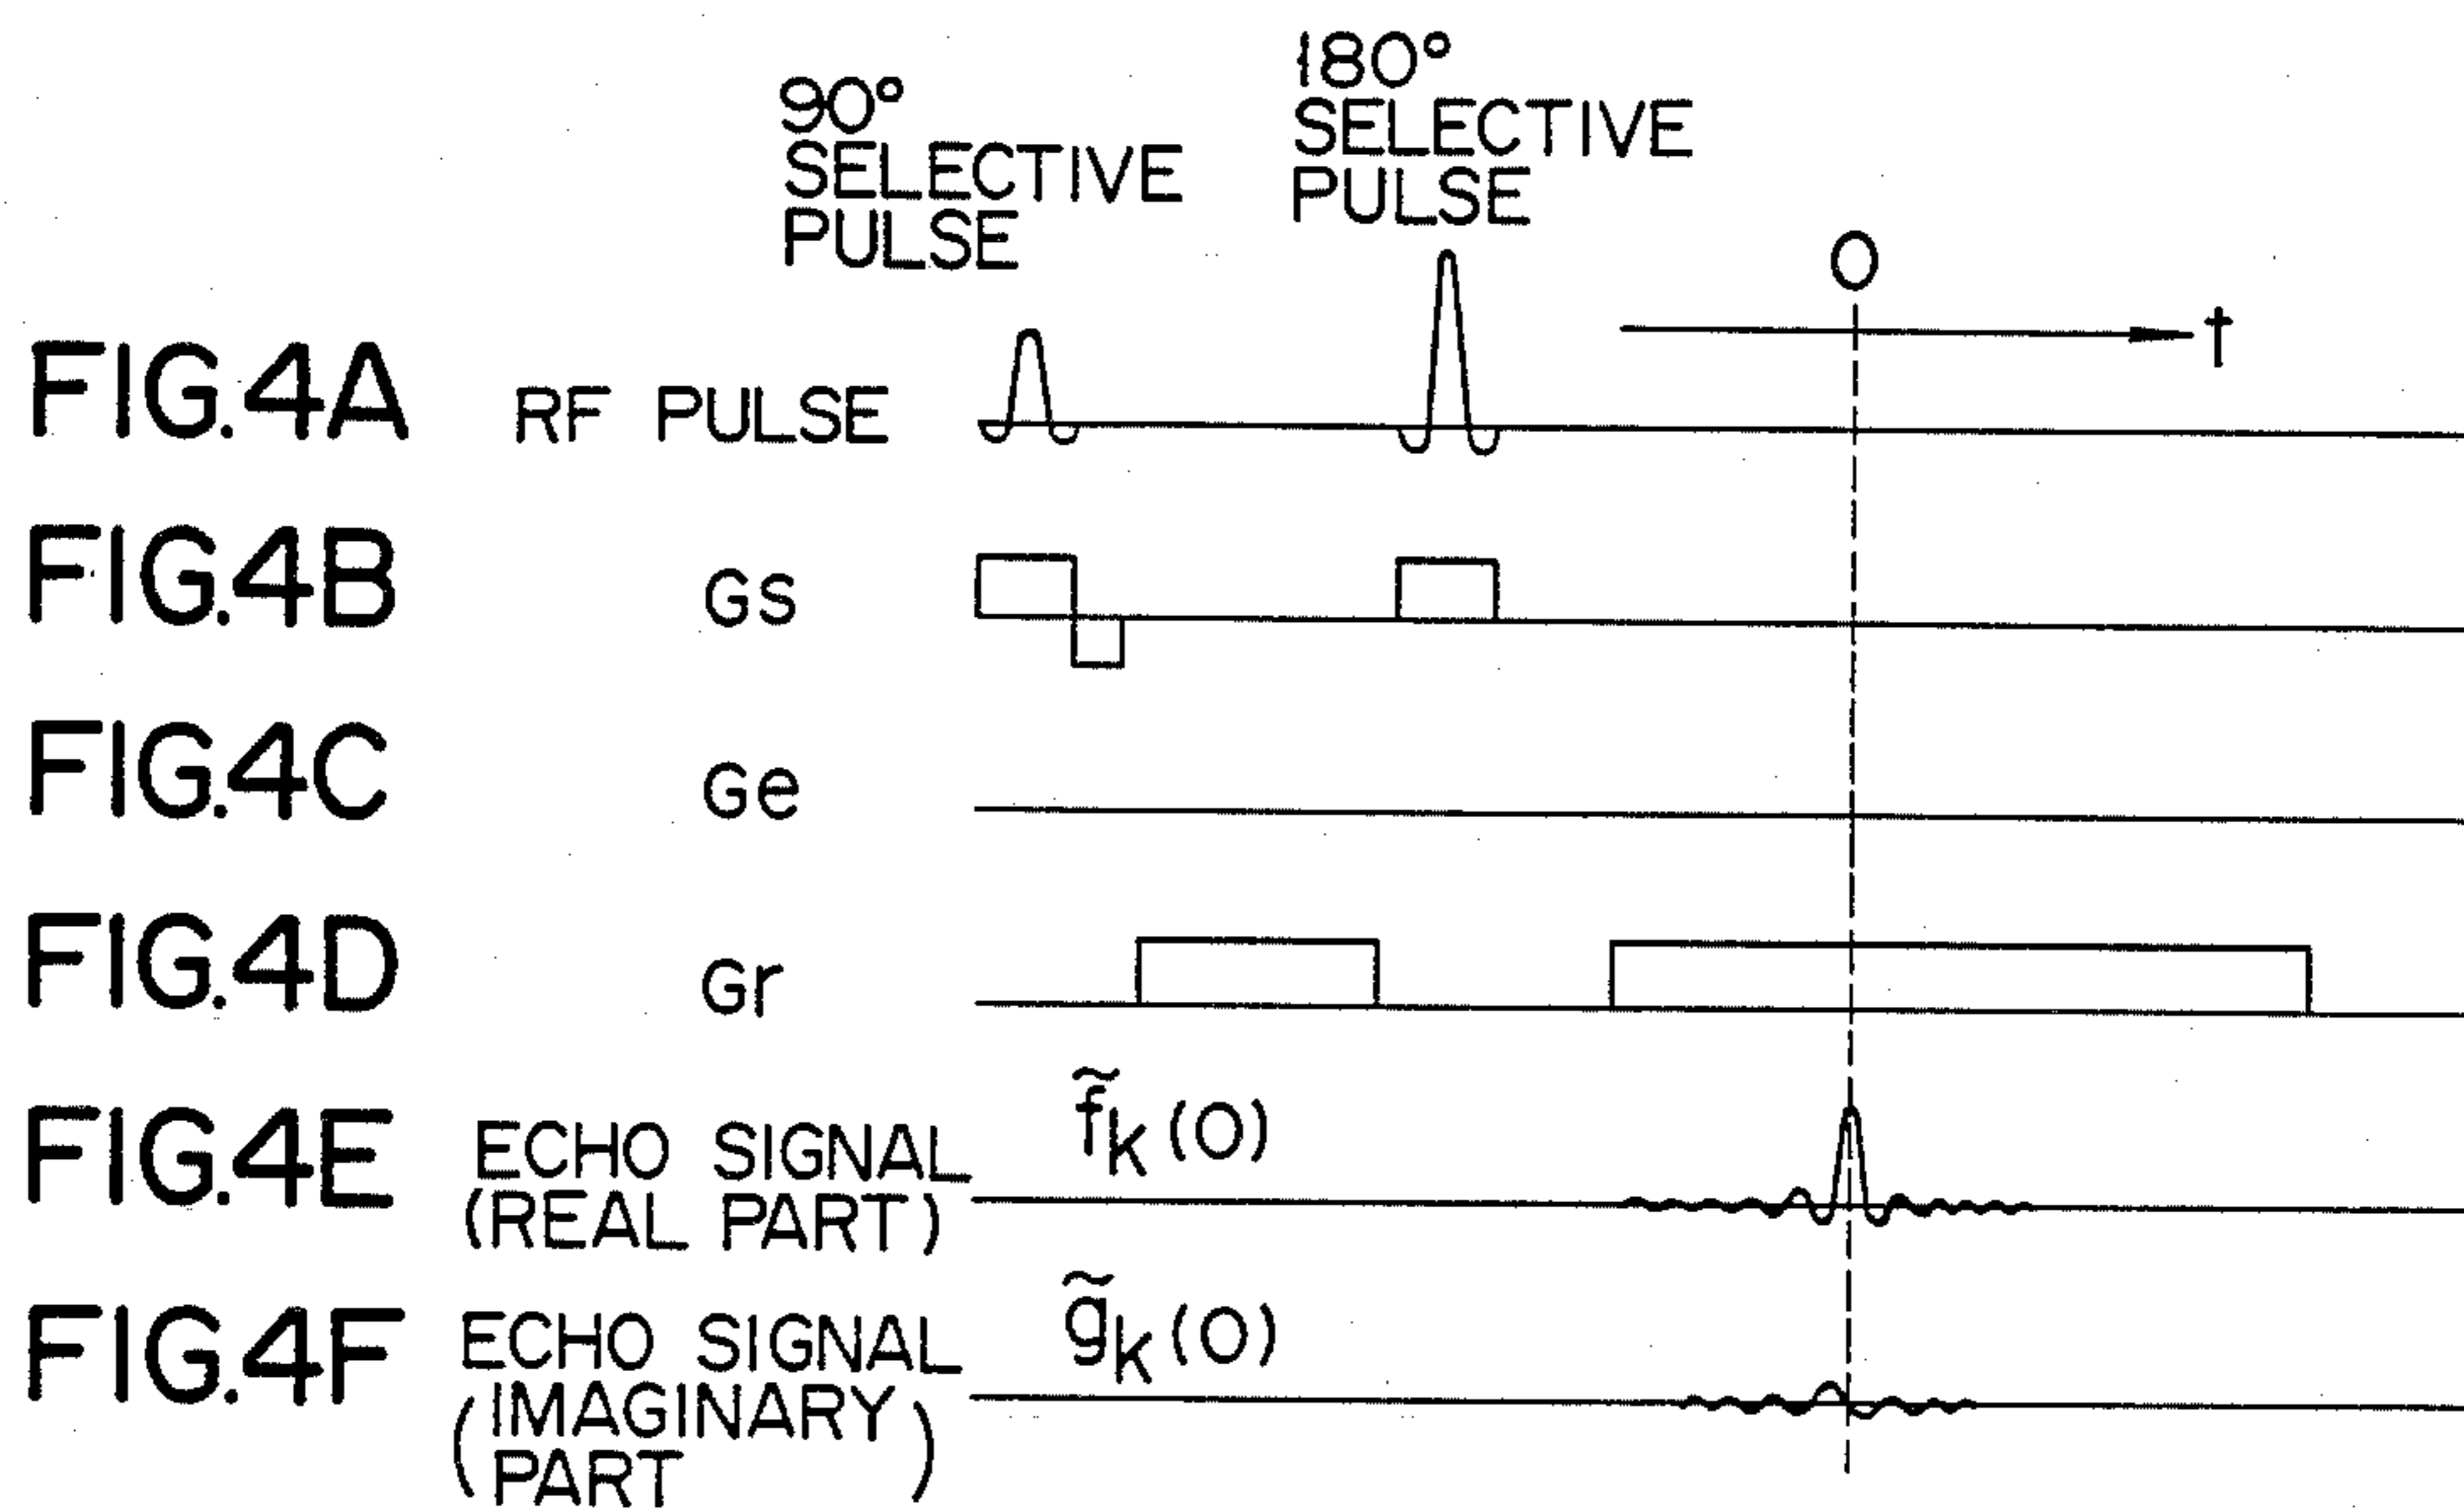 90°
SELECTIVE
PULSE
180°
SELECTIVE
PULSE
O
t
FIG.4A RF PULSE
FIG.4B Gs
FIG.4C Ge
FIG.4D Gr
FIG.4E ECHO SIGNAL
(REAL PART)
f̃k(0)
FIG.4F ECHO SIGNAL
(IMAGINARY
PART)
g̃k(0)